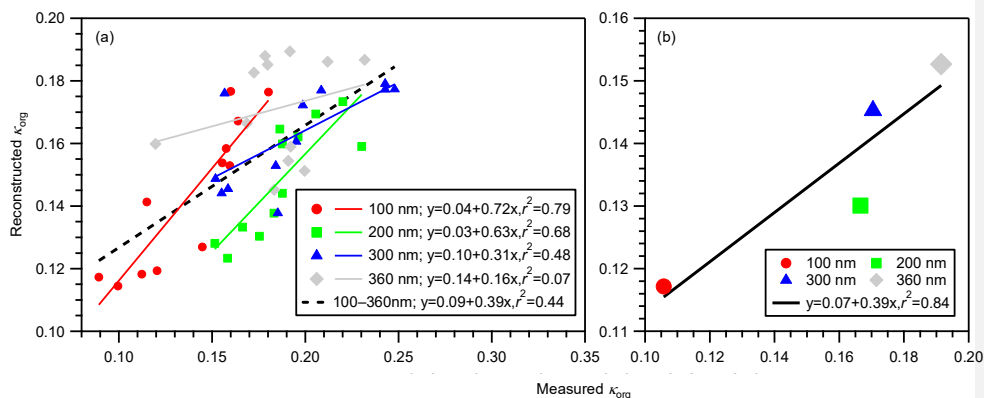 0.20
0.18
0.16
0.14
0.12
0.10
Reconstructed κorg
(a)
100 nm; y=0.04+0.72x,r²=0.79
200 nm; y=0.03+0.63x,r²=0.68
300 nm; y=0.10+0.31x,r²=0.48
360 nm; y=0.14+0.16x,r²=0.07
100–360nm; y=0.09+0.39x,r²=0.44
0.10 0.15 0.20 0.25 0.30 0.35
0.16
0.15
0.14
0.13
0.12
0.11
(b)
100 nm 200 nm
300 nm 360 nm
y=0.07+0.39x,r²=0.84
0.10 0.12 0.14 0.16 0.18 0.20
Measured κorg